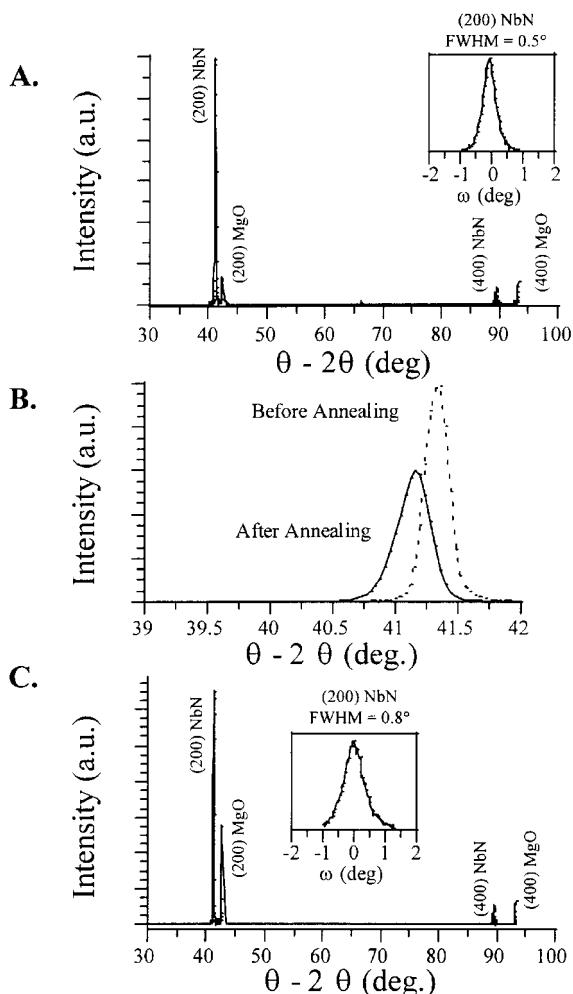 A.
Intensity (a.u.)
(200) NbN
(200) MgO
(400) NbN
(400) MgO
(200) NbN
FWHM = 0.5°
-2 -1 0 1 2
ω (deg)
30 40 50 60 70 80 90 100
θ - 2θ (deg)
B.
Intensity (a.u.)
Before Annealing
After Annealing
39 39.5 40 40.5 41 41.5 42
θ - 2 θ (deg.)
C.
Intensity (a.u.)
(200) NbN
(200) MgO
(400) NbN
(400) MgO
(200) NbN
FWHM = 0.8°
-2 -1 0 1 2
ω (deg)
30 40 50 60 70 80 90 100
θ - 2 θ (deg.)